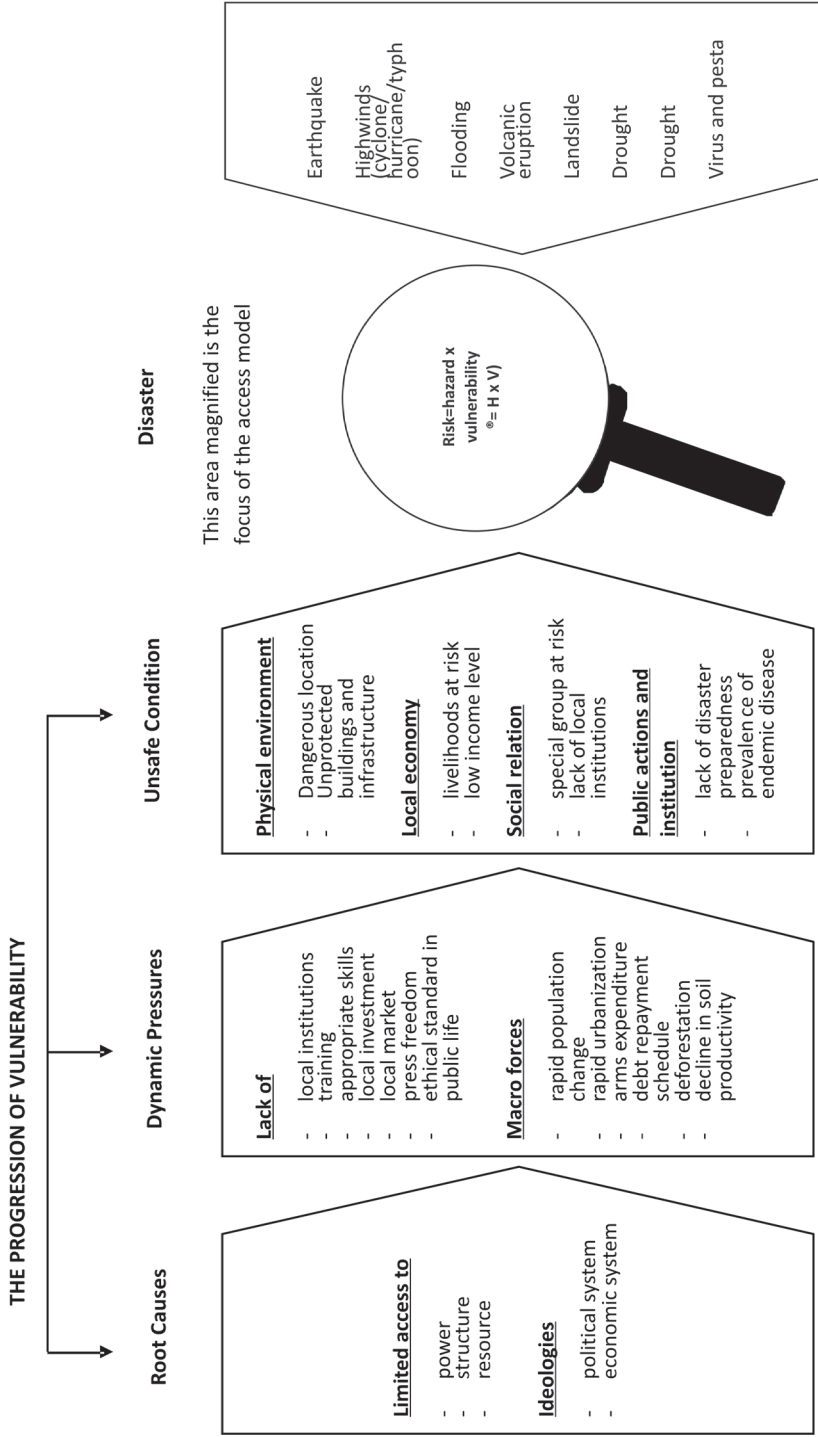 THE PROGRESSION OF VULNERABILITY
Root Causes
Limited access to
- power
- structure
- resource
Ideologies
- political system
- economic system
Dynamic Pressures
Lack of
- local institutions
- training
- appropriate skills
- local investment
- local market
- press freedom
- ethical standard in
public life
Macro forces
- rapid population
change
- rapid urbanization
- arms expenditure
- debt repayment
schedule
- deforestation
- decline in soil
productivity
Unsafe Condition
Physical environment
- Dangerous location
- Unprotected
buildings and
infrastructure
Local economy
- livelihoods at risk
- low income level
Social relation
- special group at risk
- lack of local
institutions
Public actions and
institution
- lack of disaster
preparedness
- prevalence of
endemic disease
Disaster
This area magnified is the
focus of the access model
Risk=hazard x
vulnerability
®= H x V)
Earthquake
Highwinds
(cyclone/
hurricane/typh
oon)
Flooding
Volcanic
eruption
Landslide
Drought
Drought
Virus and pesta